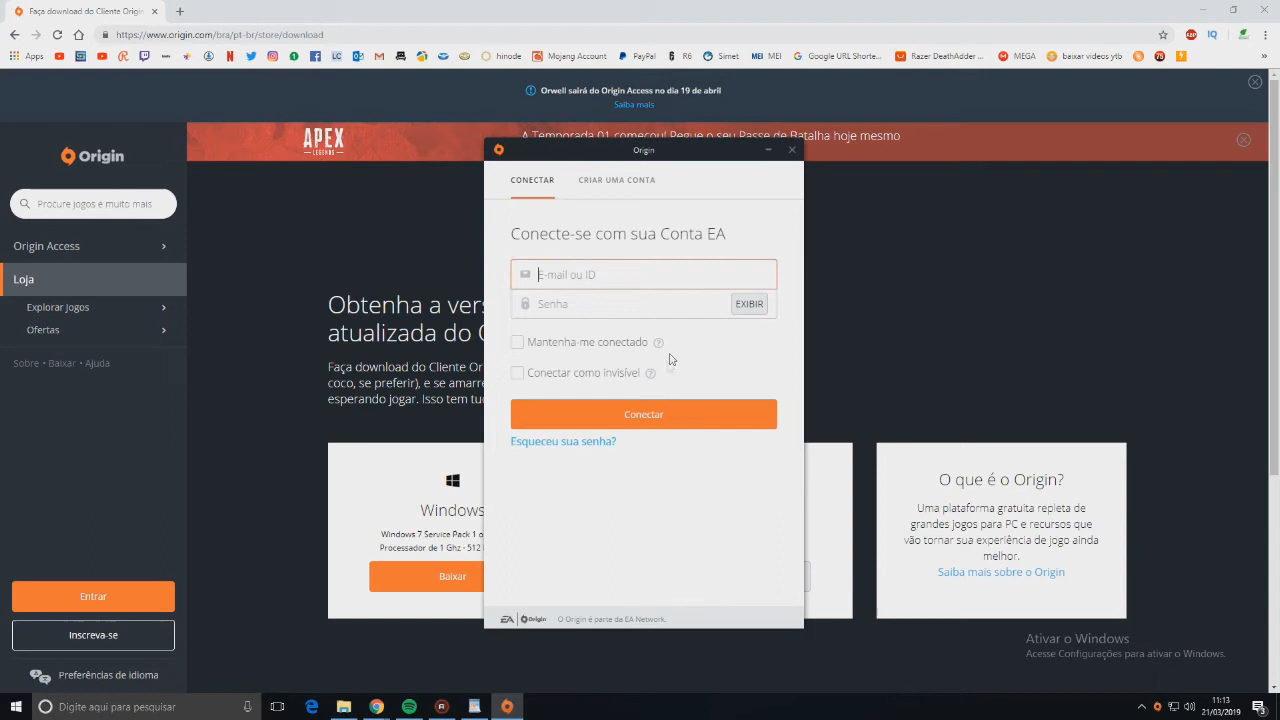 Faça download do Cliente Origin
https://www.origin.com/bra/pt-br/store/download
Apps
hinode
Mojang Account
PayPal
Simet
MEI
Google URL Shorte...
Razer DeathAdder ...
MEGA
baixar videos ytb
Orwell sairá do Origin Access no dia 19 de abril
Saiba mais
APEX
LEGENDS
A Temporada 01 começou! Pegue o seu Passe de Batalha hoje mesmo
Origin
Procure jogos e muito mais
Origin Access
Loja
Explorar jogos
Ofertas
Sobre • Baixar • Ajuda
Entrar
Inscreva-se
Preferências de idioma
Obtenha a vers
atualizada do C
Faça download do Cliente Ori
coco, se preferir), e se amarre
esperando jogar. Isso tem tud
Windows
Windows 7 Service Pack 1 o
Processador de 1 Ghz - 512
Baixar
Origin
CONECTAR
CRIAR UMA CONTA
Conecte-se com sua Conta EA
E-mail ou ID
Senha
EXIBIR
Mantenha-me conectado
Conectar como Invisível
Conectar
Esqueceu sua senha?
EA | Origin
O Origin é parte da EA Network.
O que é o Origin?
Uma plataforma gratuita repleta de
grandes jogos para PC e recursos que
vão tornar sua experiência de jogo ainda
melhor.
Saiba mais sobre o Origin
Ativar o Windows
Acesse Configurações para ativar o Windows.
Digite aqui para pesquisar
11:13
21/03/2019
3